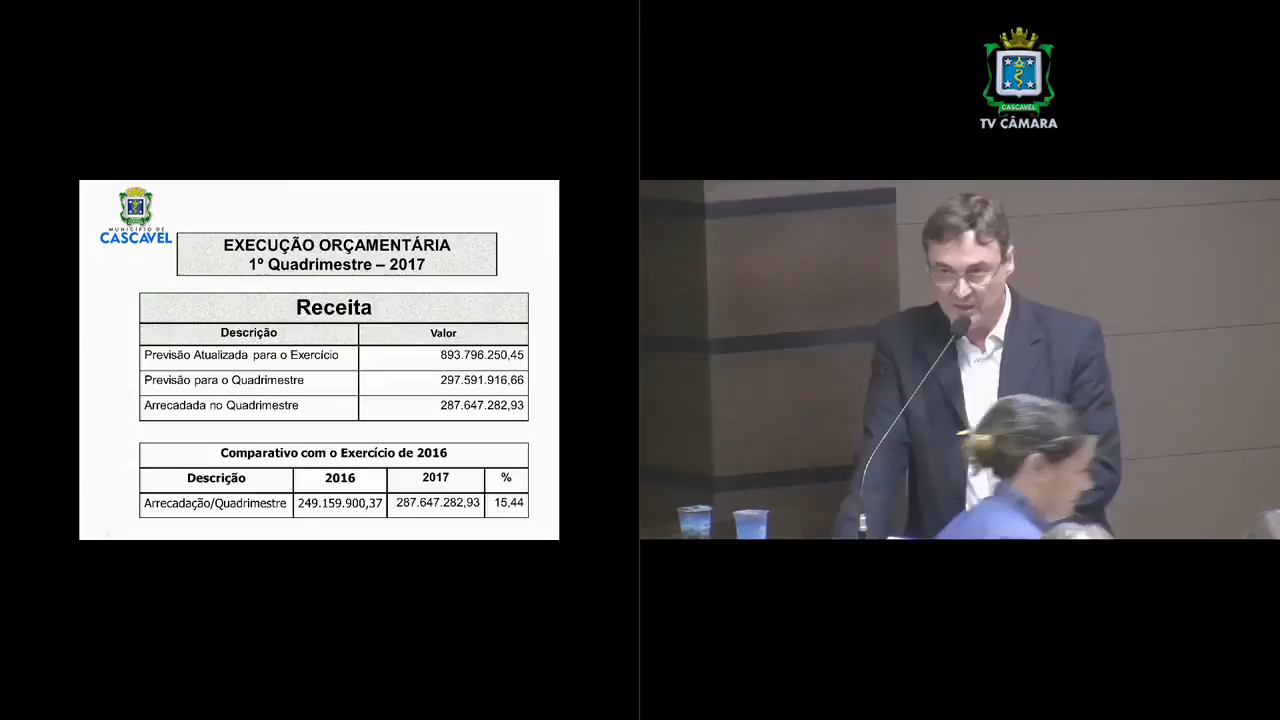 MUNICÍPIO DE
CASCAVEL
EXECUÇÃO ORÇAMENTÁRIA
1º Quadrimestre – 2017
Receita
Descrição Valor
Previsão Atualizada para o Exercício 893.796.250,45
Previsão para o Quadrimestre 297.591.916,66
Arrecadada no Quadrimestre 287.647.282,93
Comparativo com o Exercício de 2016
Descrição 2016 2017 %
Arrecadação/Quadrimestre 249.159.900,37 287.647.282,93 15,44
CASCAVEL
TV CÂMARA